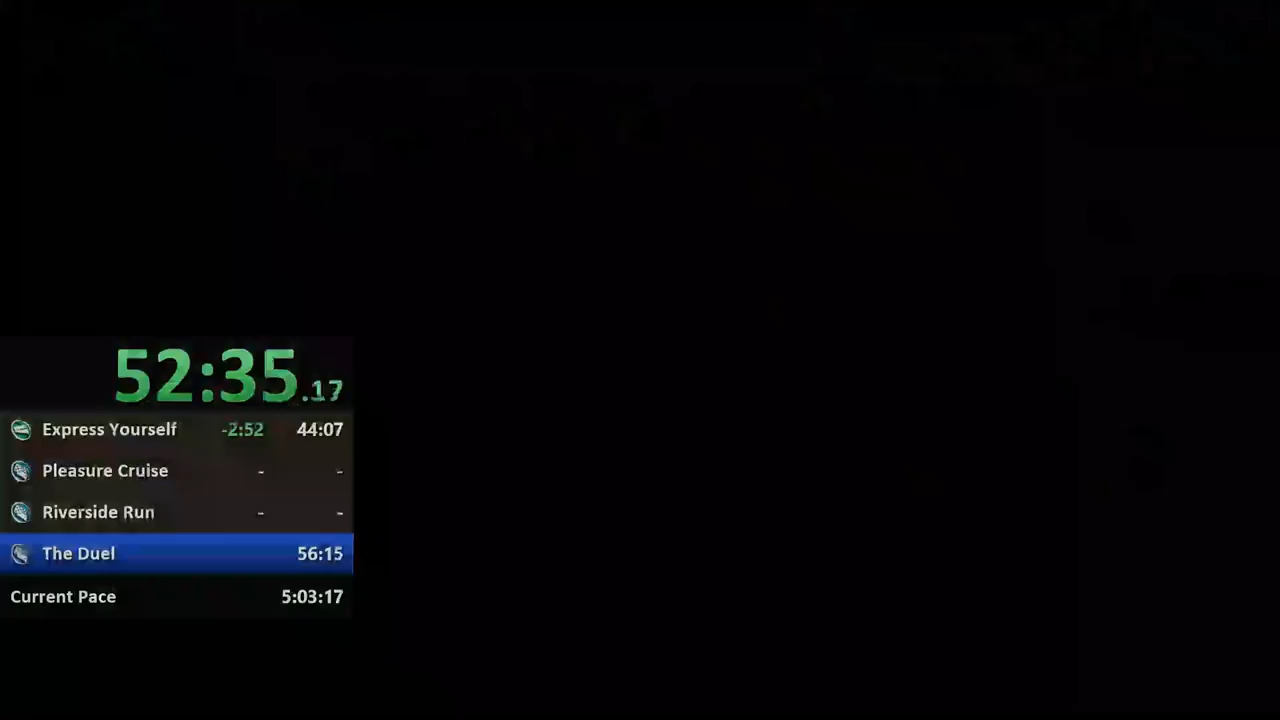 52:35.17
Express Yourself -2:52 44:07
Pleasure Cruise - -
Riverside Run - -
The Duel 56:15
Current Pace 5:03:17